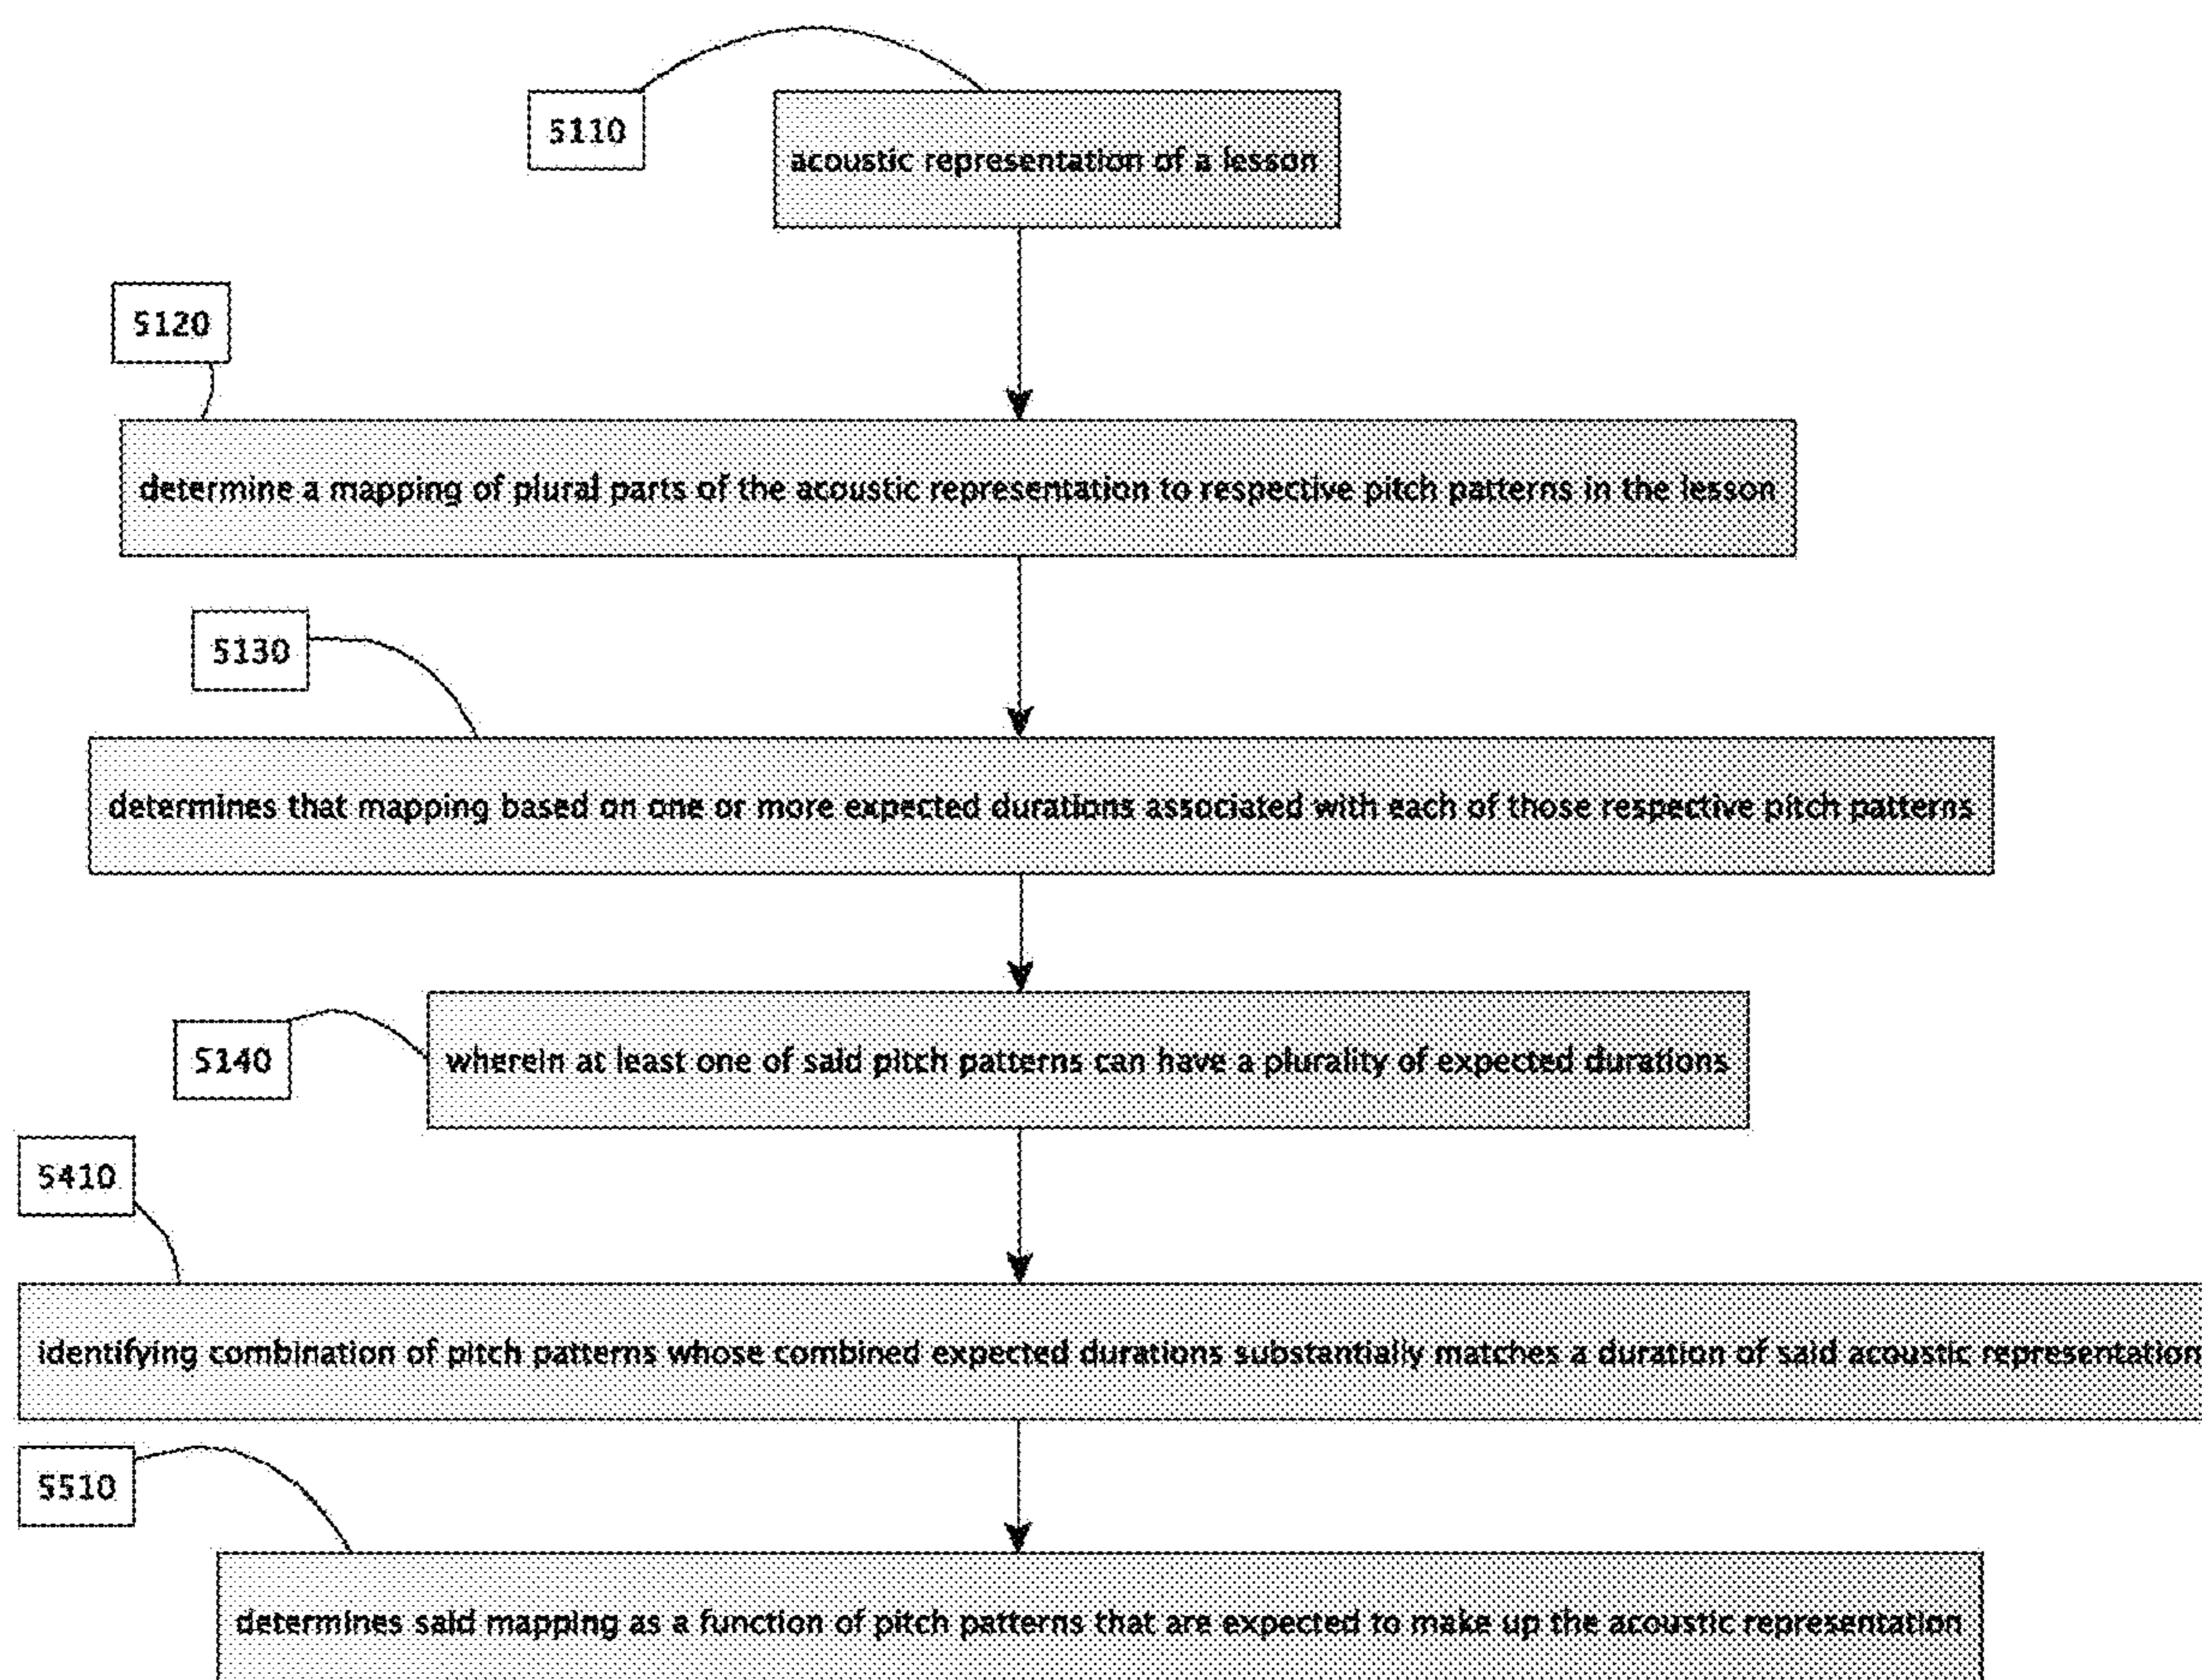 5110
acoustic representation of a lesson
5120
determine a mapping of plural parts of the acoustic representation to respective pitch patterns in the lesson
5130
determines that mapping based on one or more expected durations associated with each of those respective pitch patterns
5140
wherein at least one of said pitch patterns can have a plurality of expected durations
5410
identifying combination of pitch patterns whose combined expected durations substantially matches a duration of said acoustic representation
5510
determines said mapping as a function of pitch patterns that are expected to make up the acoustic representation